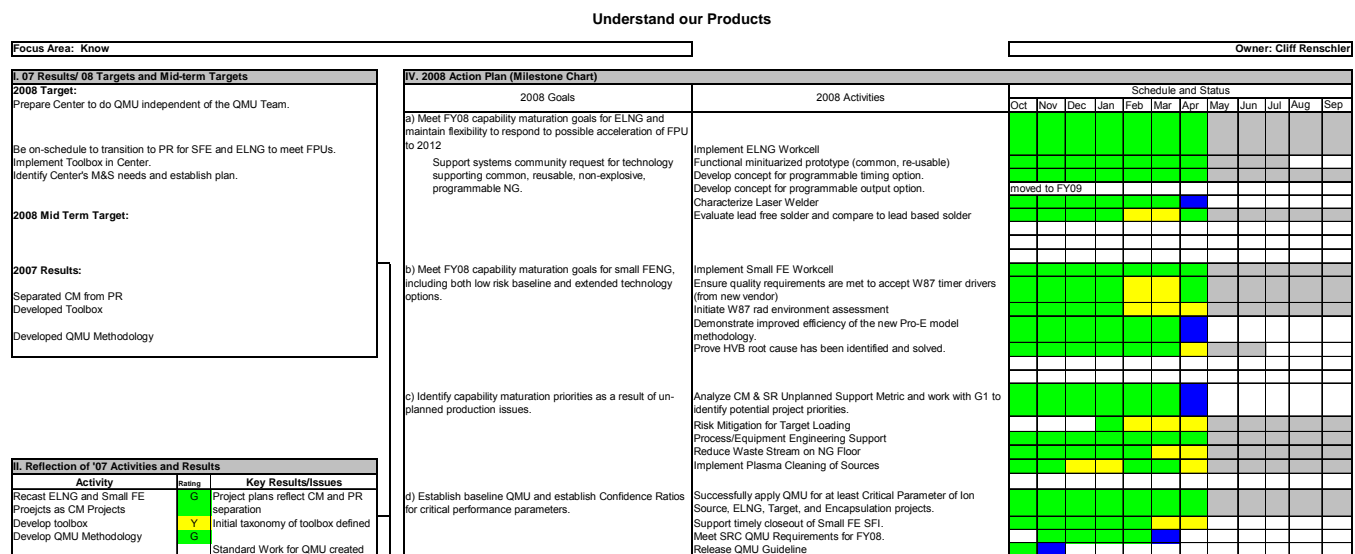 Understand our Products
Focus Area: Know
Owner: Cliff Renschler
I. 07 Results/ 08 Targets and Mid-term Targets
2008 Target:
Prepare Center to do QMU independent of the QMU Team.
Be on-schedule to transition to PR for SFE and ELNG to meet FPUs.
Implement Toolbox in Center.
Identify Center's M&S needs and establish plan.
2008 Mid Term Target:
2007 Results:
Separated CM from PR
Developed Toolbox
Developed QMU Methodology
II. Reflection of '07 Activities and Results
Activity Rating Key Results/Issues
Recast ELNG and Small FE G Project plans reflect CM and PR
Proejcts as CM Projects separation
Develop toolbox Y Initial taxonomy of toolbox defined
Develop QMU Methodology G
Standard Work for QMU created
IV. 2008 Action Plan (Milestone Chart)
2008 Goals 2008 Activities Schedule and Status
Oct Nov Dec Jan Feb Mar Apr May Jun Jul Aug Sep
a) Meet FY08 capability maturation goals for ELNG and
maintain flexibility to respond to possible acceleration of FPU
to 2012
Implement ELNG Workcell
Support systems community request for technology
supporting common, reusable, non-explosive,
programmable NG.
Functional minituarized prototype (common, re-usable)
Develop concept for programmable timing option.
Develop concept for programmable output option.
moved to FY09
Characterize Laser Welder
Evaluate lead free solder and compare to lead based solder
b) Meet FY08 capability maturation goals for small FENG,
including both low risk baseline and extended technology
options.
Implement Small FE Workcell
Ensure quality requirements are met to accept W87 timer drivers
(from new vendor)
Initiate W87 rad environment assessment
Demonstrate improved efficiency of the new Pro-E model
methodology.
Prove HVB root cause has been identified and solved.
c) Identify capability maturation priorities as a result of un-
planned production issues.
Analyze CM & SR Unplanned Support Metric and work with G1 to
identify potential project priorities.
Risk Mitigation for Target Loading
Process/Equipment Engineering Support
Reduce Waste Stream on NG Floor
Implement Plasma Cleaning of Sources
d) Establish baseline QMU and establish Confidence Ratios
for critical performance parameters.
Successfully apply QMU for at least Critical Parameter of Ion
Source, ELNG, Target, and Encapsulation projects.
Support timely closeout of Small FE SFI.
Meet SRC QMU Requirements for FY08.
Release QMU Guideline